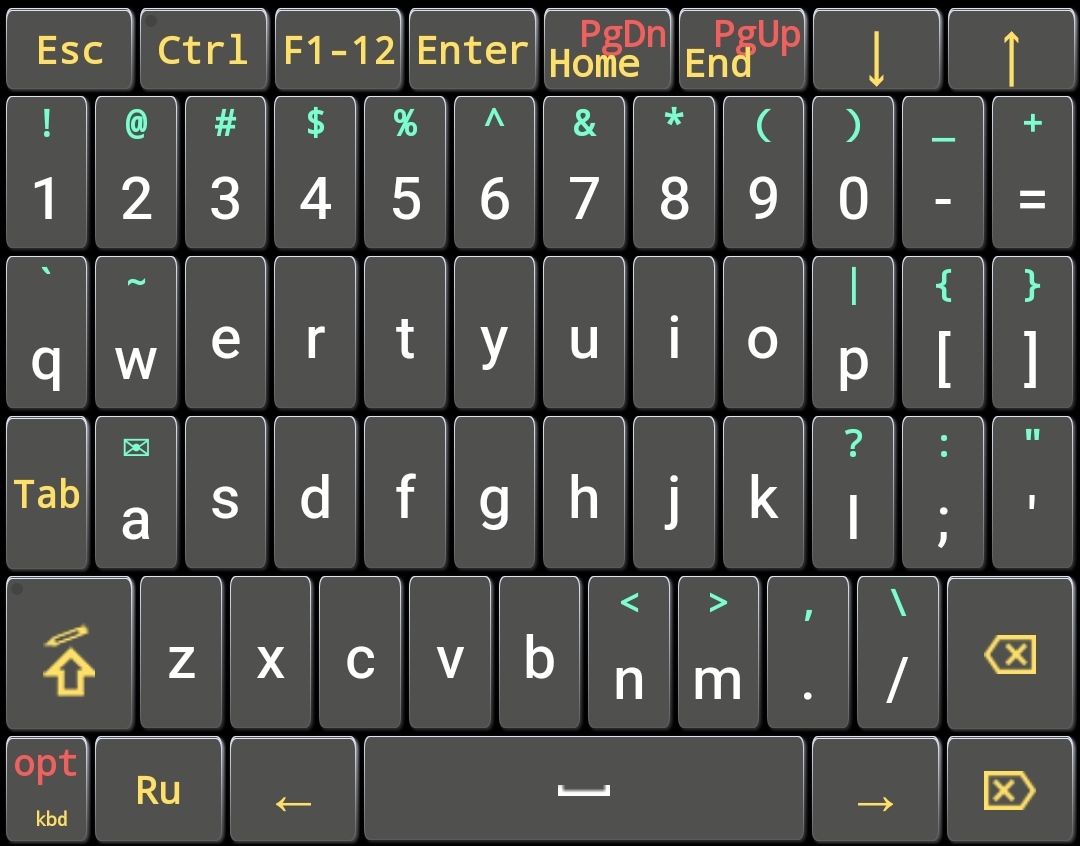 Esc Ctrl F1-12 Enter PgDn Home PgUp End ↓ ↑
! @ # $ % ^ & * ( ) _ +
1 2 3 4 5 6 7 8 9 0 - =
` ~ | { }
q w e r t y u i o p [ ]
✉ ? : "
Tab a s d f g h j k l ; '
< > , \
z x c v b n m . /
opt
kbd Ru ← →